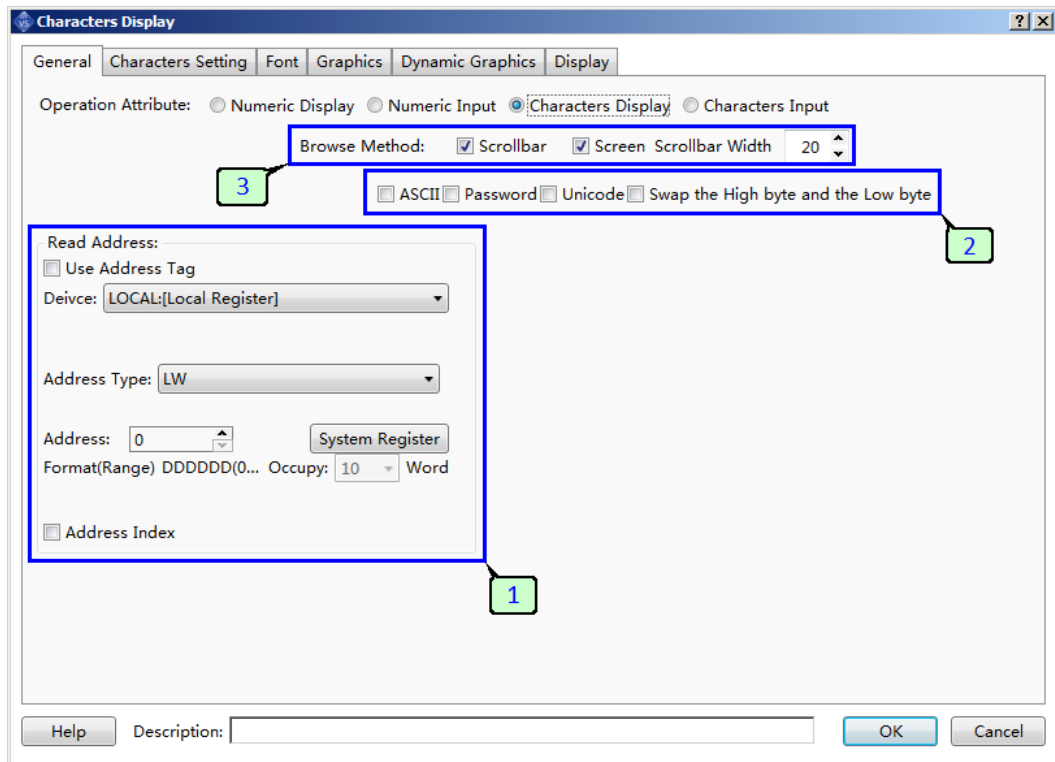 VS Characters Display ? X
General Characters Setting Font Graphics Dynamic Graphics Display
Operation Attribute: Numeric Display Numeric Input Characters Display Characters Input
Browse Method: Scrollbar Screen Scrollbar Width 20
3
ASCII Password Unicode Swap the High byte and the Low byte
2
Read Address:
Use Address Tag
Deivce: LOCAL:[Local Register]
Address Type: LW
Address: 0 System Register
Format(Range) DDDDDD(0... Occupy: 10 Word
Address Index
1
Help Description: OK Cancel